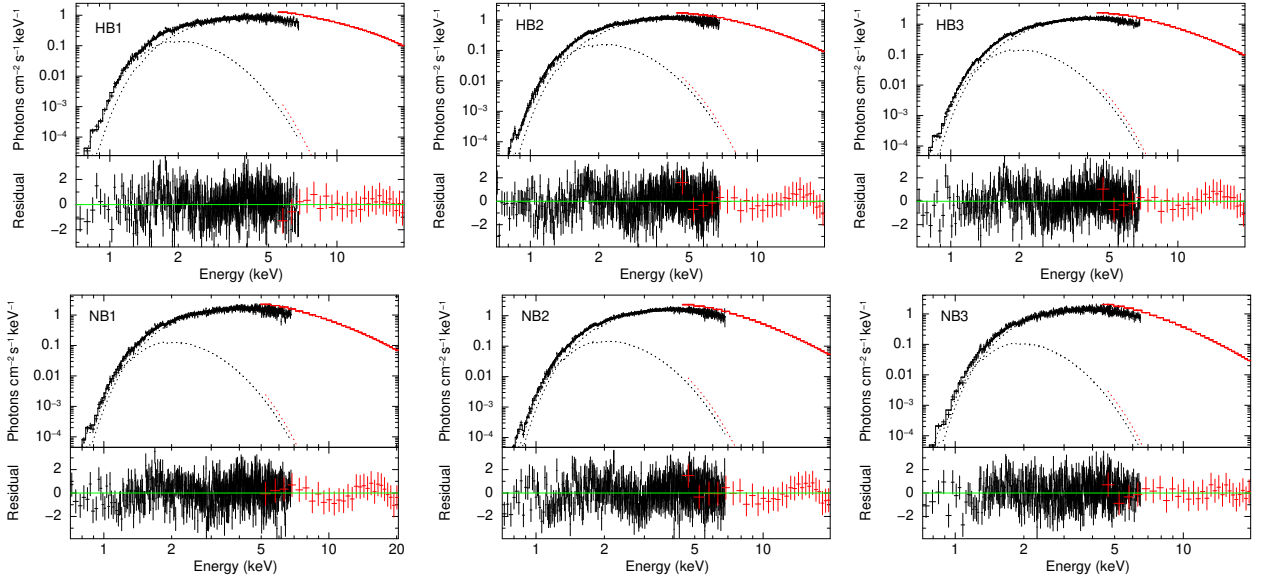 HB1
Photons cm⁻² s⁻¹ keV⁻¹
1
0.1
0.01
10⁻³
10⁻⁴
Residual
2
0
−2
1 2 5 10
Energy (keV)
HB2
Photons cm⁻² s⁻¹ keV⁻¹
1
0.1
0.01
10⁻³
10⁻⁴
Residual
2
0
−2
1 2 5 10
Energy (keV)
HB3
Photons cm⁻² s⁻¹ keV⁻¹
1
0.1
0.01
10⁻³
10⁻⁴
Residual
2
0
−2
1 2 5 10
Energy (keV)
NB1
Photons cm⁻² s⁻¹ keV⁻¹
1
0.1
0.01
10⁻³
10⁻⁴
Residual
2
0
−2
1 2 5 10 20
Energy (keV)
NB2
Photons cm⁻² s⁻¹ keV⁻¹
1
0.1
0.01
10⁻³
10⁻⁴
Residual
2
0
−2
1 2 5 10
Energy (keV)
NB3
Photons cm⁻² s⁻¹ keV⁻¹
1
0.1
0.01
10⁻³
10⁻⁴
Residual
2
0
−2
1 2 5 10
Energy (keV)